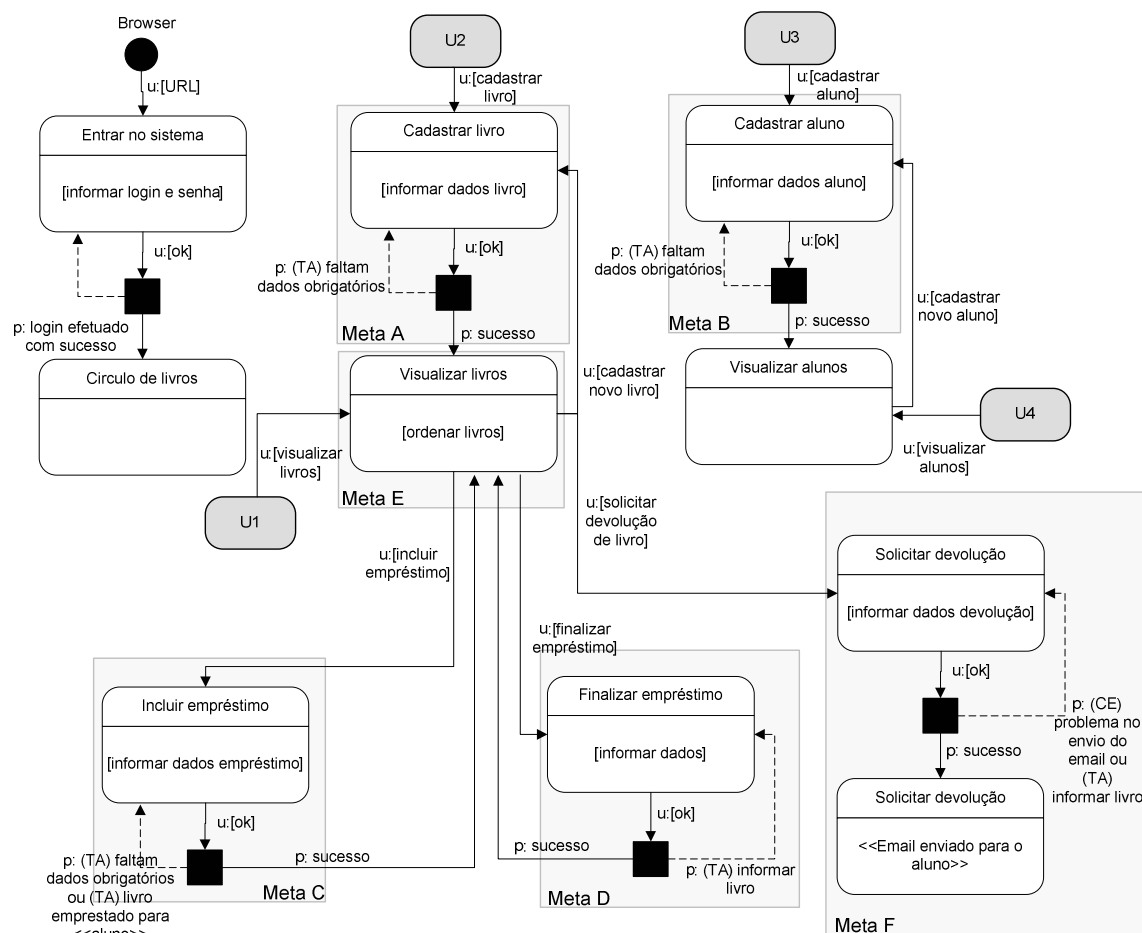 Browser
u:[URL]
Entrar no sistema
[informar login e senha]
u:[ok]
p: login efetuado
com sucesso
Circulo de livros
U2
u:[cadastrar
livro]
Cadastrar livro
[informar dados livro]
u:[ok]
p: (TA) faltam
dados obrigatórios
Meta A
p: sucesso
U3
u:[cadastrar
aluno]
Cadastrar aluno
[informar dados aluno]
u:[ok]
p: (TA) faltam
dados obrigatórios
Meta B
p: sucesso
u:[cadastrar
novo aluno]
Visualizar alunos
U4
u:[visualizar
alunos]
Visualizar livros
[ordenar livros]
Meta E
u:[cadastrar
novo livro]
u:[visualizar
livros]
U1
u:[solicitar
devolução
de livro]
u:[incluir
empréstimo]
u:[finalizar
empréstimo]
Incluir empréstimo
[informar dados empréstimo]
u:[ok]
p: (TA) faltam
dados obrigatórios
ou (TA) livro
emprestado para
<<aluno>>
p: sucesso
Meta C
Finalizar empréstimo
[informar dados]
u:[ok]
p: sucesso
p: (TA) informar
livro
Meta D
Solicitar devolução
[informar dados devolução]
u:[ok]
p: (CE)
problema no
envio do
email ou
(TA)
informar livro
p: sucesso
Solicitar devolução
<<Email enviado para o
aluno>>
Meta F